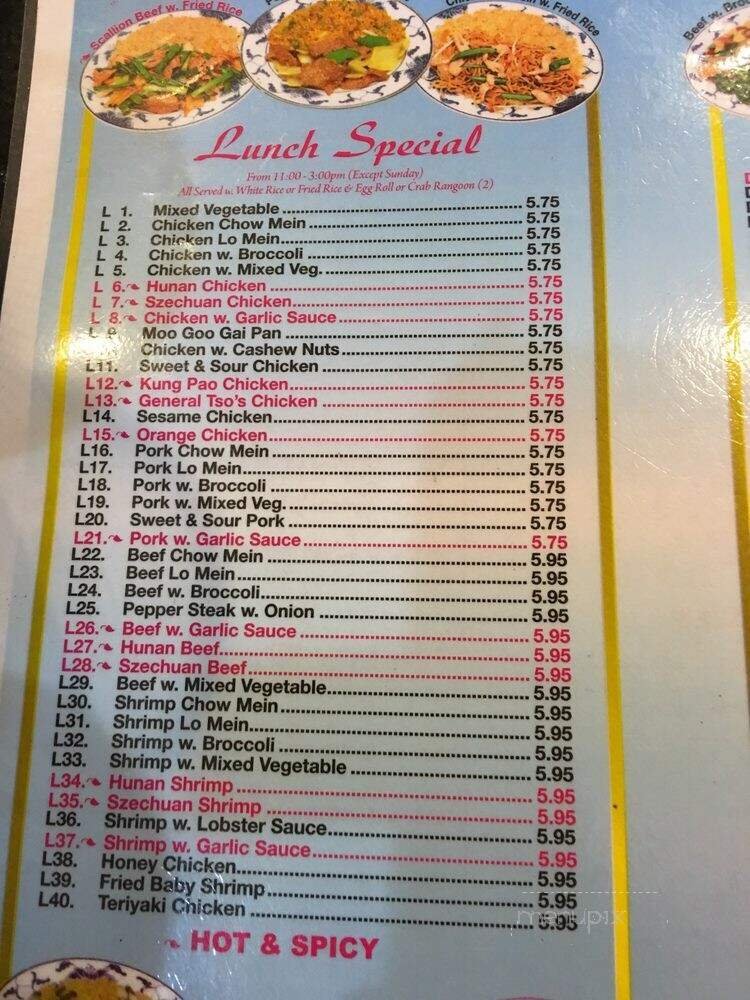 Scallion Beef w. Fried Rice
w. Fried Rice
Beef w. Bro
Lunch Special
From 11:00 - 3:00pm (Except Sunday)
All Served w. White Rice or Fried Rice & Egg Roll or Crab Rangoon (2)
L 1. Mixed Vegetable 5.75
L 2. Chicken Chow Mein 5.75
L 3. Chicken Lo Mein 5.75
L 4. Chicken w. Broccoli 5.75
L 5. Chicken w. Mixed Veg. 5.75
L 6. Hunan Chicken 5.75
L 7. Szechuan Chicken 5.75
L 8. Chicken w. Garlic Sauce 5.75
L 9. Moo Goo Gai Pan 5.75
Chicken w. Cashew Nuts 5.75
L11. Sweet & Sour Chicken 5.75
L12. Kung Pao Chicken 5.75
L13. General Tso's Chicken 5.75
L14. Sesame Chicken 5.75
L15. Orange Chicken 5.75
L16. Pork Chow Mein 5.75
L17. Pork Lo Mein 5.75
L18. Pork w. Broccoli 5.75
L19. Pork w. Mixed Veg. 5.75
L20. Sweet & Sour Pork 5.75
L21. Pork w. Garlic Sauce 5.75
L22. Beef Chow Mein 5.95
L23. Beef Lo Mein 5.95
L24. Beef w. Broccoli 5.95
L25. Pepper Steak w. Onion 5.95
L26. Beef w. Garlic Sauce 5.95
L27. Hunan Beef 5.95
L28. Szechuan Beef 5.95
L29. Beef w. Mixed Vegetable 5.95
L30. Shrimp Chow Mein 5.95
L31. Shrimp Lo Mein 5.95
L32. Shrimp w. Broccoli 5.95
L33. Shrimp w. Mixed Vegetable 5.95
L34. Hunan Shrimp 5.95
L35. Szechuan Shrimp 5.95
L36. Shrimp w. Lobster Sauce 5.95
L37. Shrimp w. Garlic Sauce 5.95
L38. Honey Chicken 5.95
L39. Fried Baby Shrimp 5.95
L40. Teriyaki Chicken 5.95
menupix
HOT & SPICY